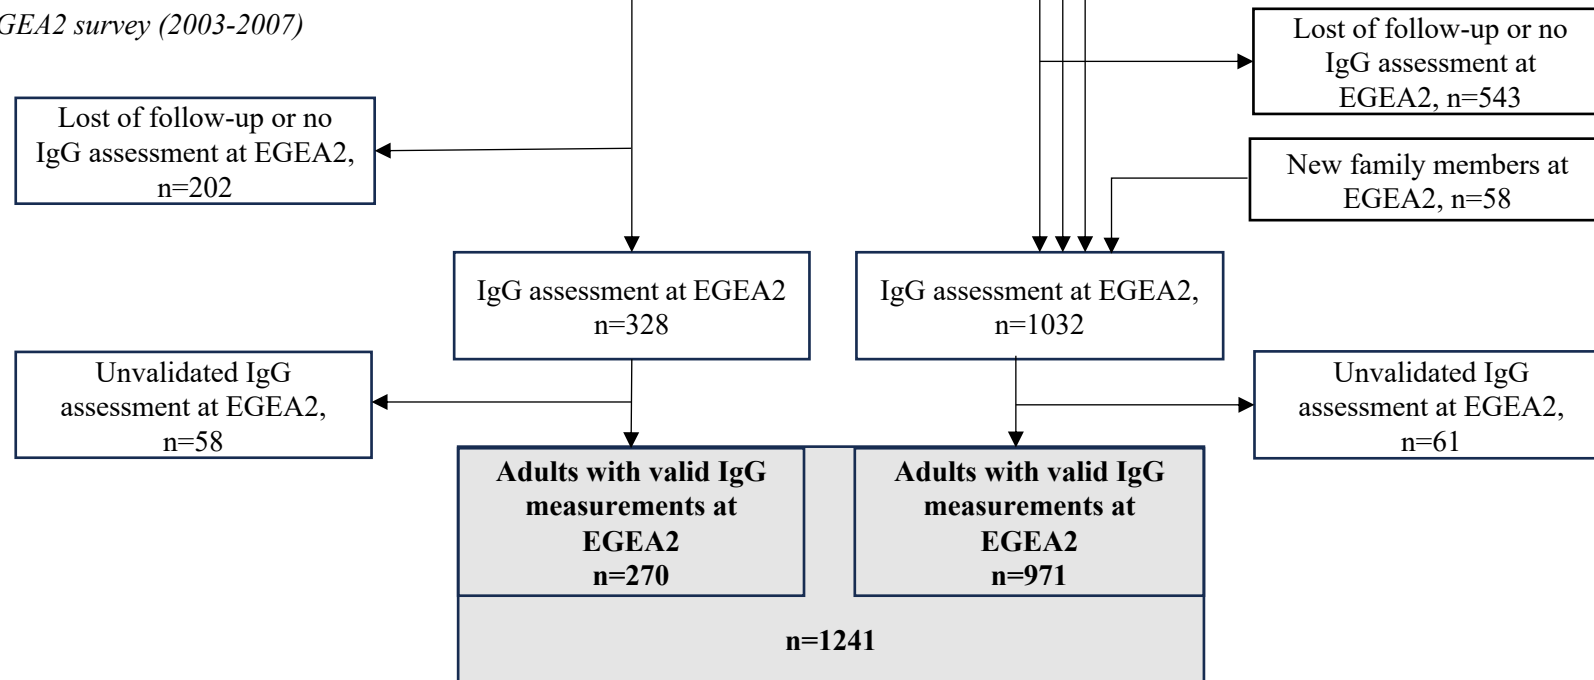 GEA2 survey (2003-2007)
Lost of follow-up or no
IgG assessment at
EGEA2, n=543
Lost of follow-up or no
IgG assessment at EGEA2,
n=202
New family members at
EGEA2, n=58
IgG assessment at EGEA2
n=328
IgG assessment at EGEA2,
n=1032
Unvalidated IgG
assessment at EGEA2,
n=58
Unvalidated IgG
assessment at EGEA2,
n=61
Adults with valid IgG
measurements at
EGEA2
n=270
Adults with valid IgG
measurements at
EGEA2
n=971
n=1241